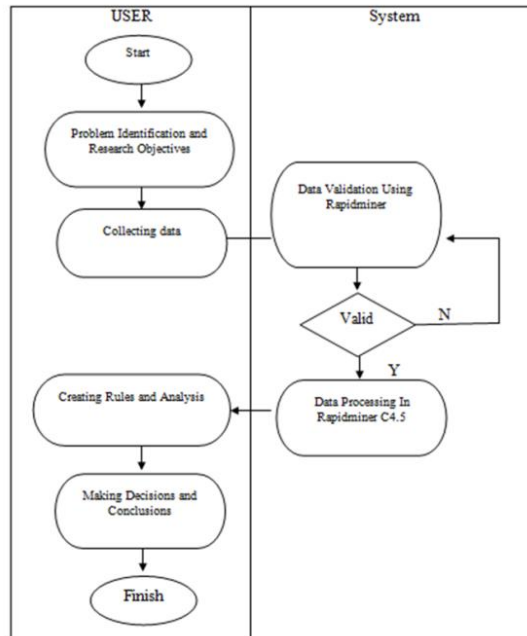 USER
System
Start
Problem Identification and
Research Objectives
Collecting data
Data Validation Using
Rapidminer
Valid
N
Y
Data Processing In
Rapidminer C4.5
Creating Rules and Analysis
Making Decisions and
Conclusions
Finish